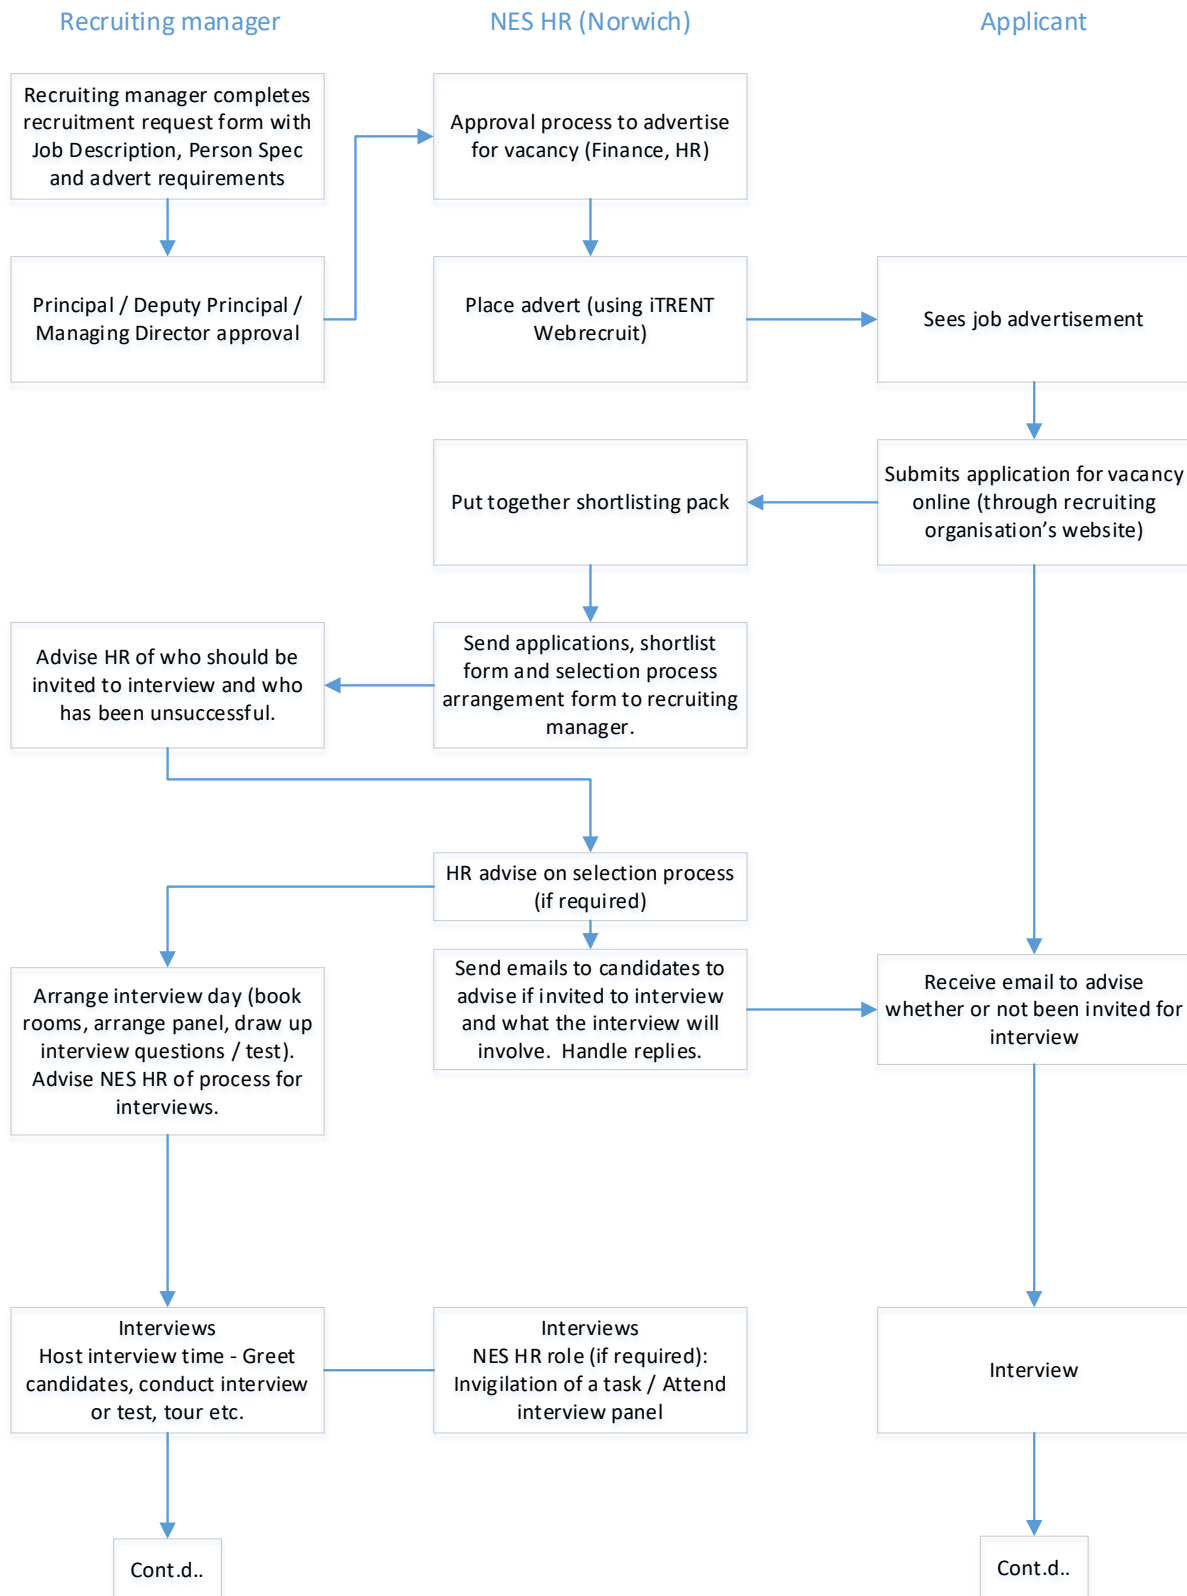 Recruiting manager
NES HR (Norwich)
Applicant
Recruiting manager completes
recruitment request form with
Job Description, Person Spec
and advert requirements
Approval process to advertise
for vacancy (Finance, HR)
Principal / Deputy Principal /
Managing Director approval
Place advert (using iTRENT
Webrecruit)
Sees job advertisement
Put together shortlisting pack
Submits application for vacancy
online (through recruiting
organisation’s website)
Advise HR of who should be
invited to interview and who
has been unsuccessful.
Send applications, shortlist
form and selection process
arrangement form to recruiting
manager.
HR advise on selection process
(if required)
Arrange interview day (book
rooms, arrange panel, draw up
interview questions / test).
Advise NES HR of process for
interviews.
Send emails to candidates to
advise if invited to interview
and what the interview will
involve.  Handle replies.
Receive email to advise
whether or not been invited for
interview
Interviews
Host interview time - Greet
candidates, conduct interview
or test, tour etc.
Interviews
NES HR role (if required):
Invigilation of a task / Attend
interview panel
Interview
Cont.d..
Cont.d..